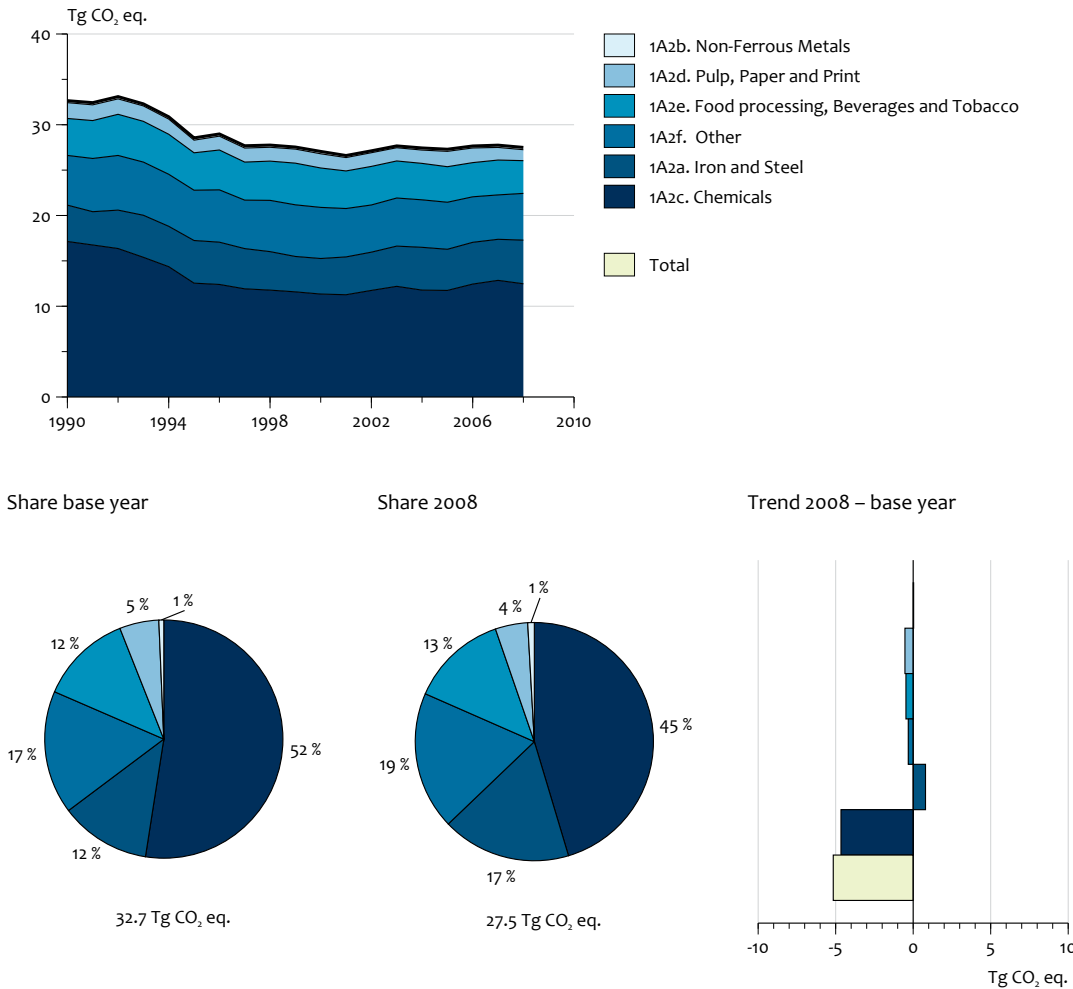 Tg CO₂ eq.
40
30
20
10
0
1990 1994 1998 2002 2006 2010
1A2b. Non-Ferrous Metals
1A2d. Pulp, Paper and Print
1A2e. Food processing, Beverages and Tobacco
1A2f. Other
1A2a. Iron and Steel
1A2c. Chemicals
Total
Share base year
5 %
1 %
12 %
17 %
52 %
12 %
32.7 Tg CO₂ eq.
Share 2008
1 %
4 %
13 %
45 %
19 %
17 %
27.5 Tg CO₂ eq.
Trend 2008 – base year
-10 -5 0 5 10
Tg CO₂ eq.